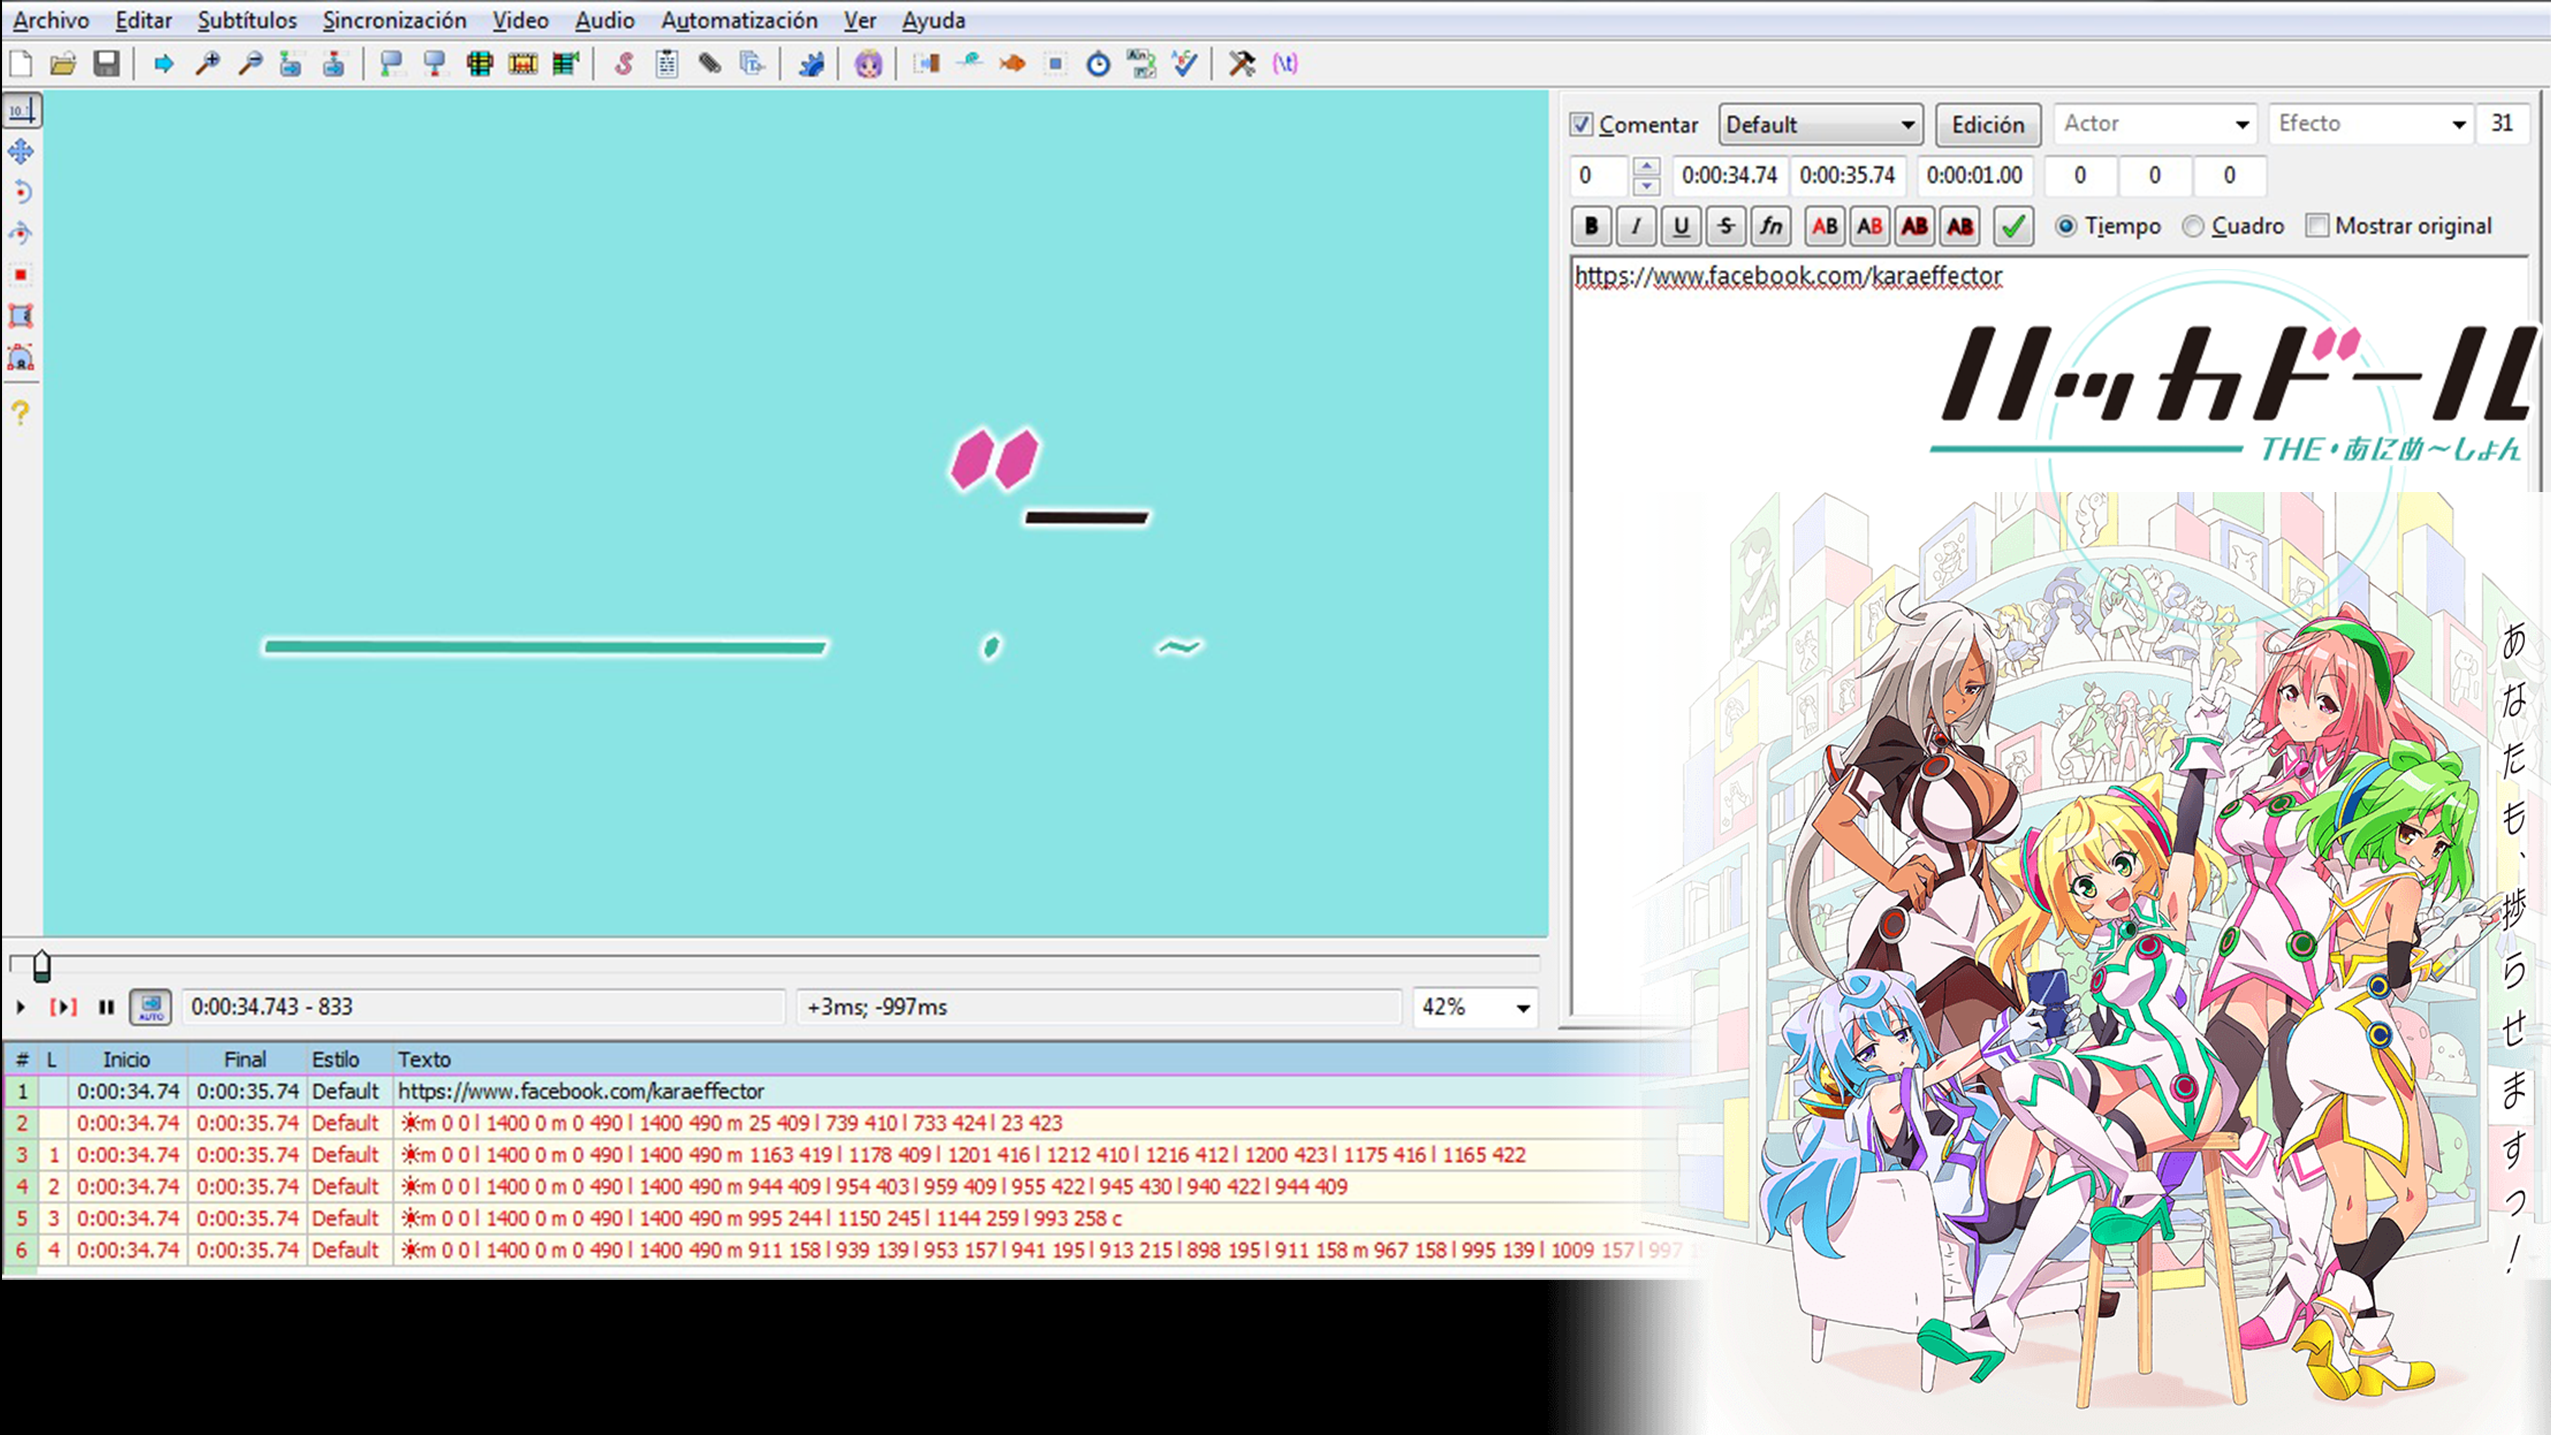 Archivo Editar Subtítulos Sincronización Video Audio Automatización Ver Ayuda
Comentar Default Edición Actor Efecto 31
0 0:00:34.74 0:00:35.74 0:00:01.00 0 0 0
B I U S fn AB AB AB AB Tiempo Cuadro Mostrar original
https://www.facebook.com/karaeffector
ハッカドール
THE・あにめ〜しょん
あなたも、捗らせますっ!
AUTO 0:00:34.743 - 833 +3ms; -997ms 42%
# L Inicio Final Estilo Texto
1 0:00:34.74 0:00:35.74 Default https://www.facebook.com/karaeffector
2 0:00:34.74 0:00:35.74 Default ☀m 0 0 l 1400 0 m 0 490 l 1400 490 m 25 409 l 739 410 l 733 424 l 23 423
3 1 0:00:34.74 0:00:35.74 Default ☀m 0 0 l 1400 0 m 0 490 l 1400 490 m 1163 419 l 1178 409 l 1201 416 l 1212 410 l 1216 412 l 1200 423 l 1175 416 l 1165 422
4 2 0:00:34.74 0:00:35.74 Default ☀m 0 0 l 1400 0 m 0 490 l 1400 490 m 944 409 l 954 403 l 959 409 l 955 422 l 945 430 l 940 422 l 944 409
5 3 0:00:34.74 0:00:35.74 Default ☀m 0 0 l 1400 0 m 0 490 l 1400 490 m 995 244 l 1150 245 l 1144 259 l 993 258 c
6 4 0:00:34.74 0:00:35.74 Default ☀m 0 0 l 1400 0 m 0 490 l 1400 490 m 911 158 l 939 139 l 953 157 l 941 195 l 913 215 l 898 195 l 911 158 m 967 158 l 995 139 l 1009 157 l 997